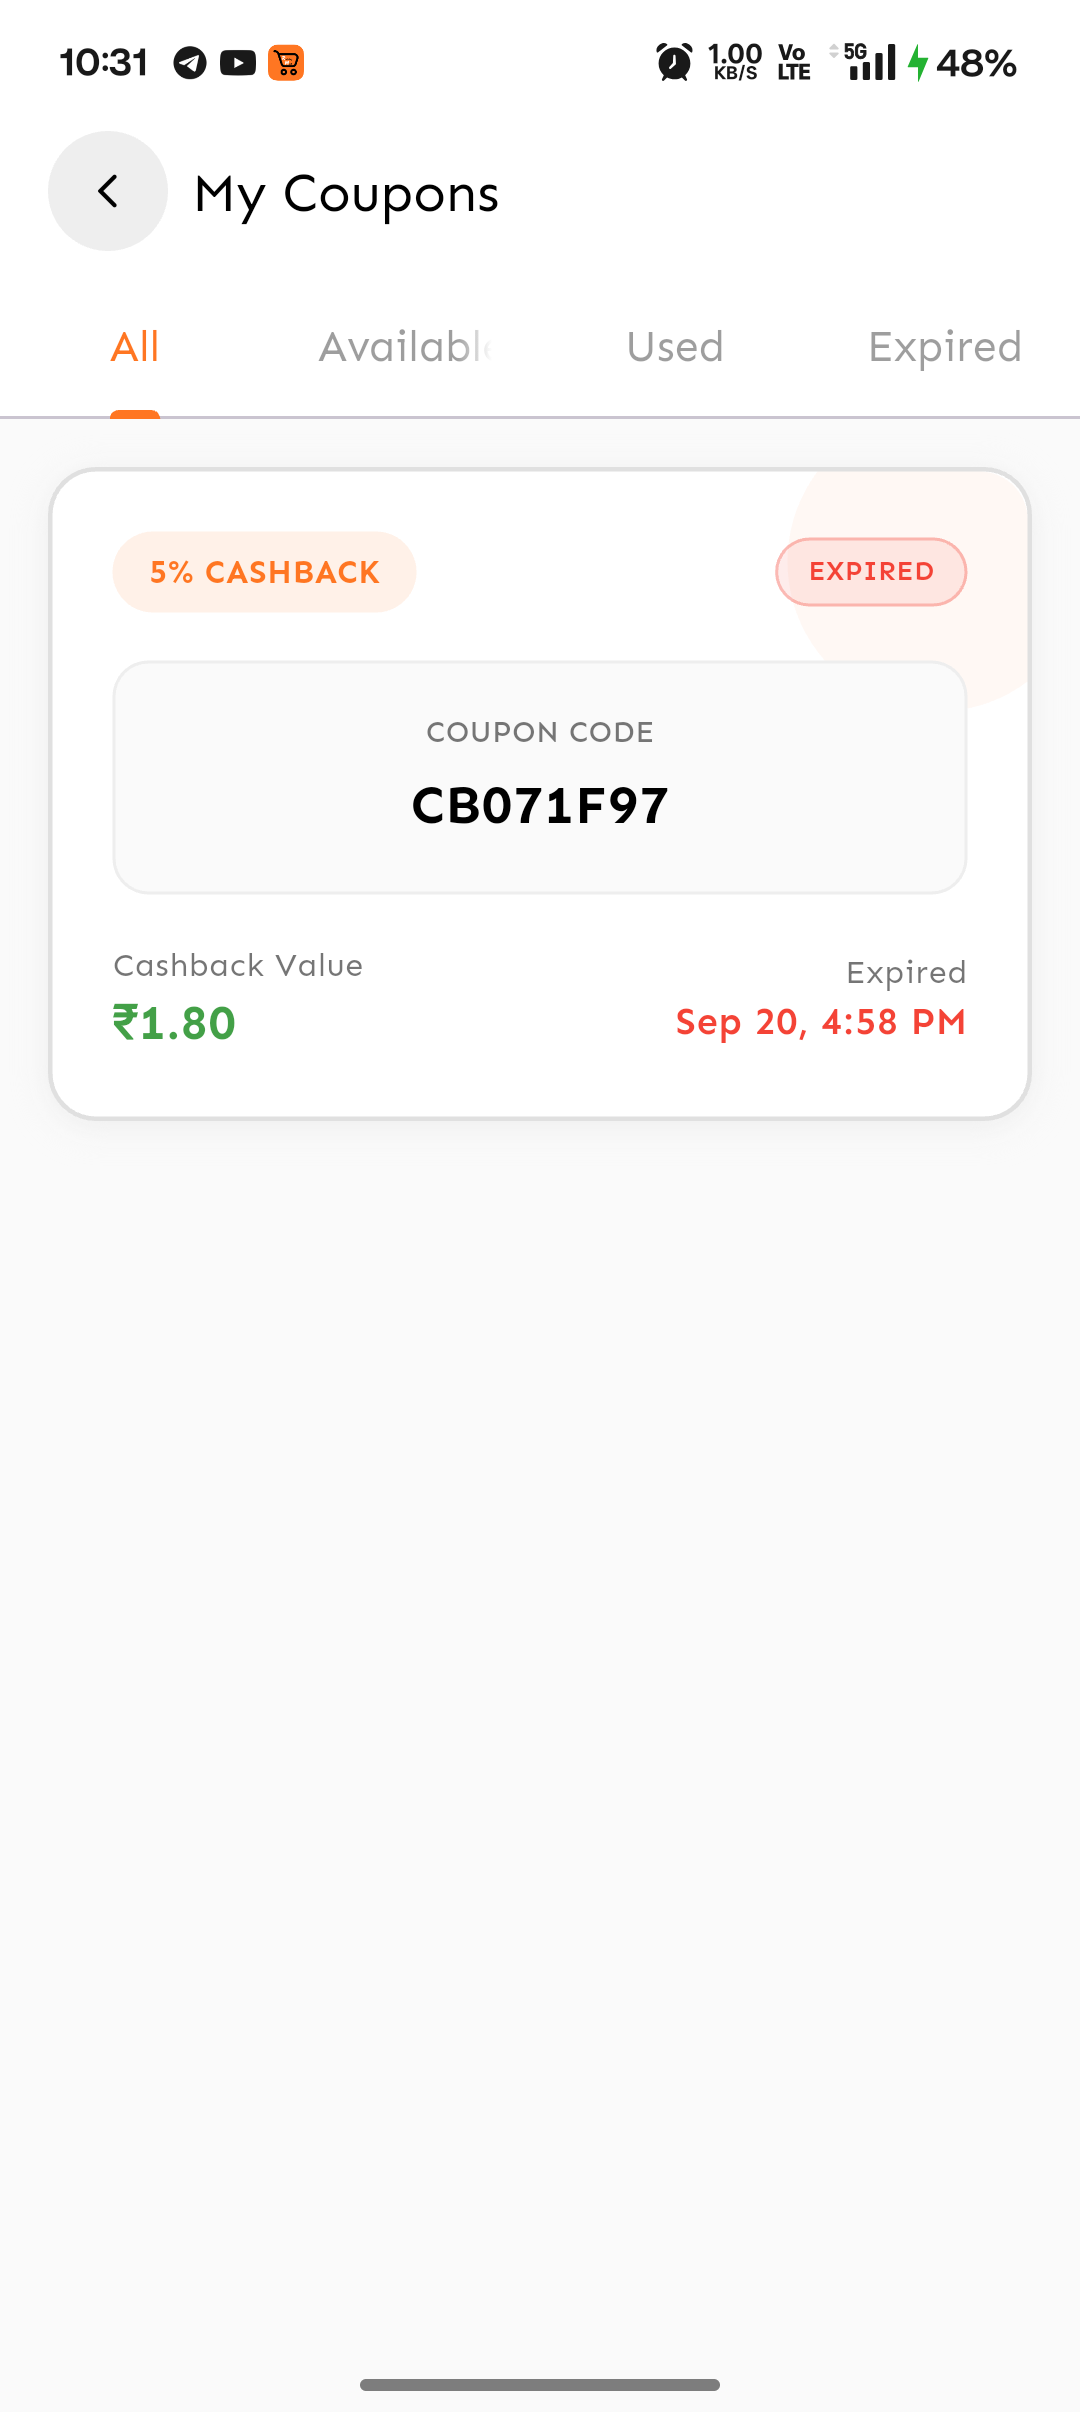 10:31 1.00 KB/S Vo LTE 5G 48%
My Coupons
All Availabl Used Expired
5% CASHBACK EXPIRED
COUPON CODE
CB071F97
Cashback Value Expired
₹1.80 Sep 20, 4:58 PM